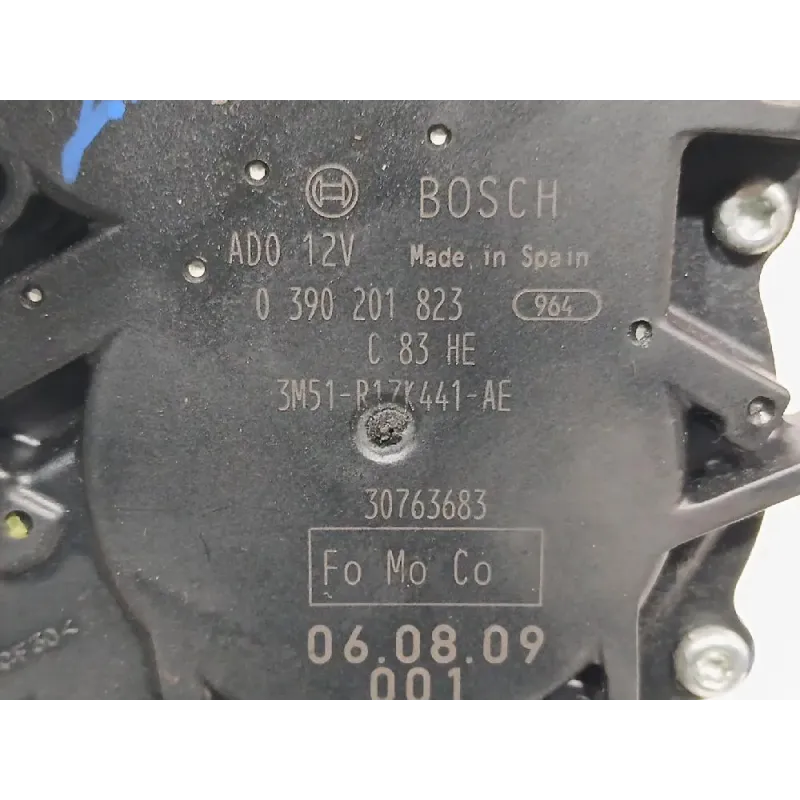 BOSCH
AD0 12V Made in Spain
0 390 201 823 964
C 83 HE
3M51-R17K441-AE
30763683
Fo Mo Co
06.08.09
001